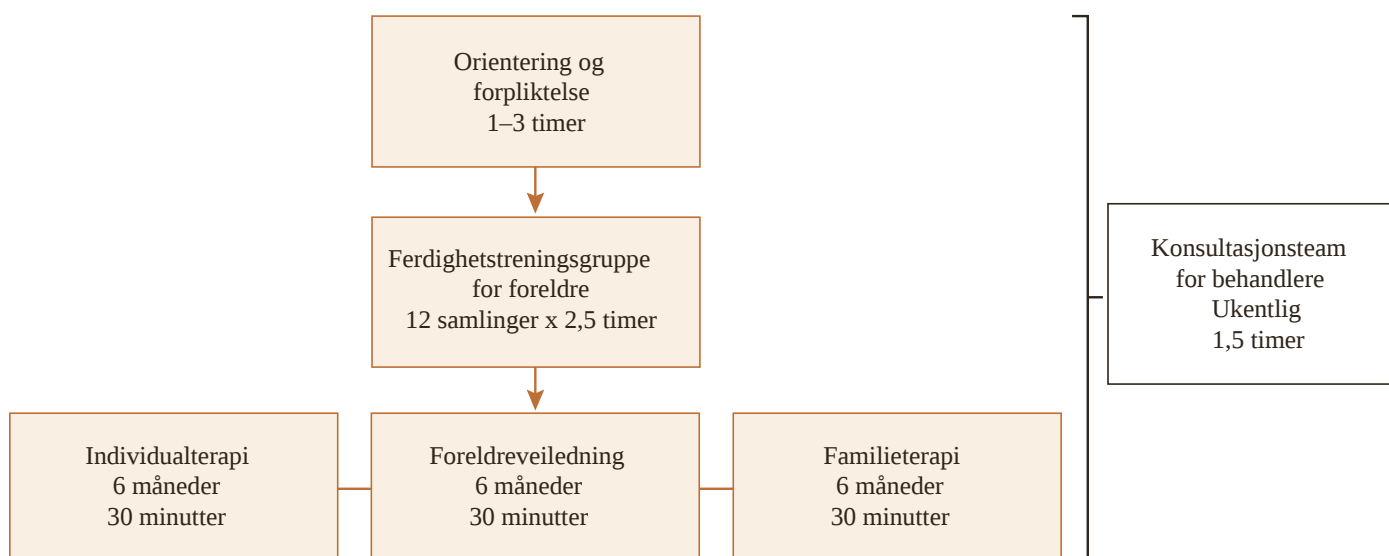 Orientering og
forpliktelse
1–3 timer
Ferdighetstreningsgruppe
for foreldre
12 samlinger x 2,5 timer
Konsultasjonsteam
for behandlere
Ukentlig
1,5 timer
Individualterapi
6 måneder
30 minutter
Foreldreveiledning
6 måneder
30 minutter
Familieterapi
6 måneder
30 minutter